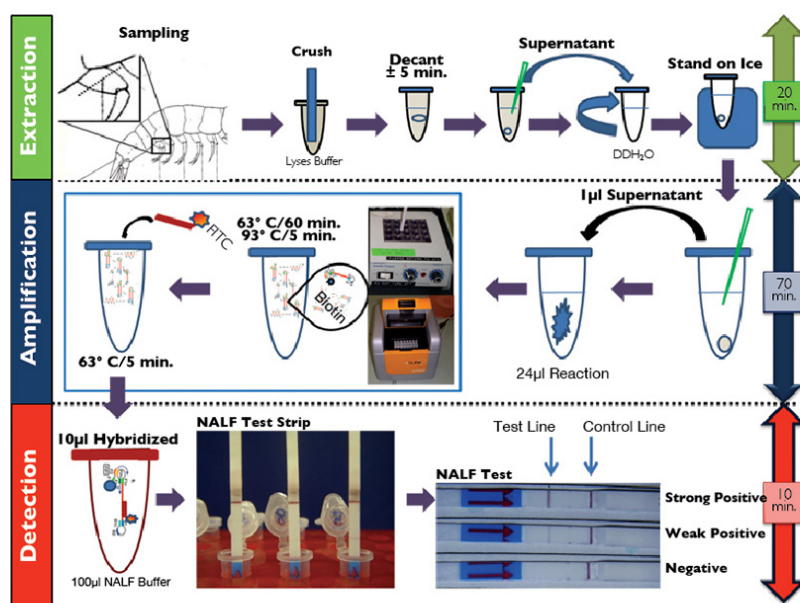 Extraction
Sampling
Crush
Lyses Buffer
Decant
± 5 min.
Supernatant
DDH₂O
Stand on Ice
20
min.
Amplification
1µl Supernatant
24µl Reaction
63° C/60 min.
93° C/5 min.
Biotin
FITC
63° C/5 min.
70
min.
Detection
10µl Hybridized
100µl NALF Buffer
NALF Test Strip
NALF Test
Test Line
Control Line
Strong Positive
Weak Positive
Negative
10
min.